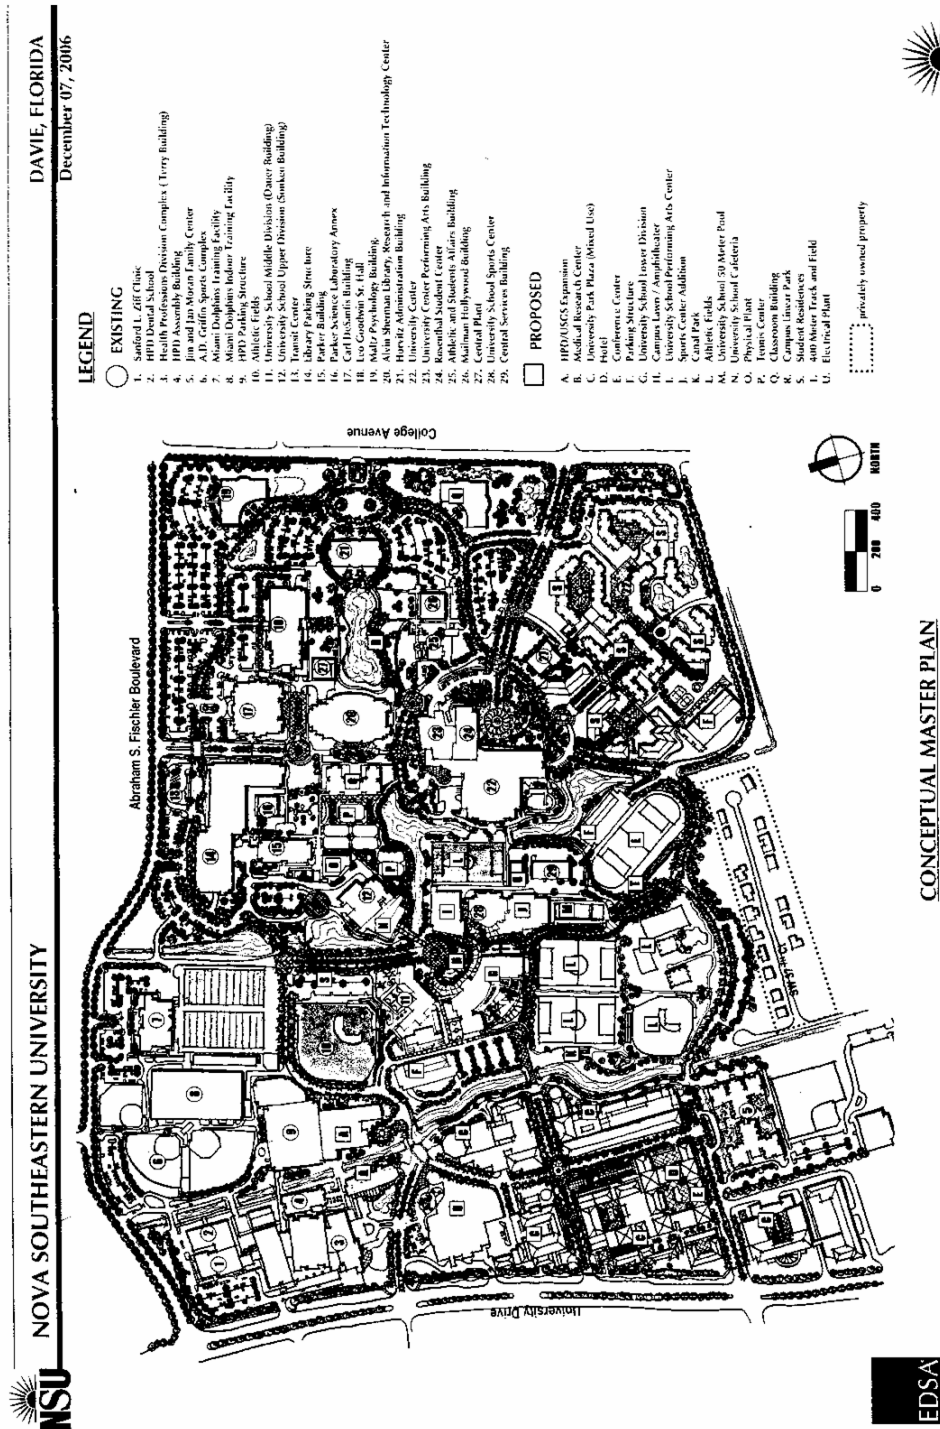 NSU
NOVA SOUTHEASTERN UNIVERSITY
DAVIE, FLORIDA
December 07, 2006
LEGEND
EXISTING
1. Sanford L. Ziff Clinic
2. HPD Dental School
3. Health Professions Division Complex (Terry Building)
4. HPD Assembly Building
5. Jim and Jan Moran Family Center
6. A.D. Griffin Sports Complex
7. Miami Dolphins Training Facility
8. Miami Dolphins Indoor Training Facility
9. HPD Parking Structure
10. Athletic Fields
11. University School Middle Division (Dauer Building)
12. University School Upper Division (Sonken Building)
13. Transit Center
14. Library Parking Structure
15. Parker Building
16. Parker Science Laboratory Annex
17. Carl DeSantis Building
18. Leo Goodwin Sr. Hall
19. Maltz Psychology Building
20. Alvin Sherman Library, Research and Information Technology Center
21. Horvitz Administration Building
22. University Center
23. University Center Performing Arts Building
24. Rosenthal Student Center
25. Athletic and Students Affairs Building
26. Mailman Hollywood Building
27. Central Plant
28. University School Sports Center
29. Central Services Building
PROPOSED
A. HPD/USCS Expansion
B. Medical Research Center
C. University Park Plaza (Mixed Use)
D. Hotel
E. Conference Center
F. Parking Structure
G. University School Lower Division
H. Campus Lawn / Amphitheater
I. University School Performing Arts Center
J. Sports Center Addition
K. Canal Park
L. Athletic Fields
M. University School 50 Meter Pool
N. University School Cafeteria
O. Physical Plant
P. Tennis Center
Q. Classroom Building
R. Campus Linear Park
S. Student Residences
T. 400 Meter Track and Field
U. Electrical Plant
privately owned property
Abraham S. Fischler Boulevard
College Avenue
University Drive
0 200 400
NORTH
CONCEPTUAL MASTER PLAN
EDSA